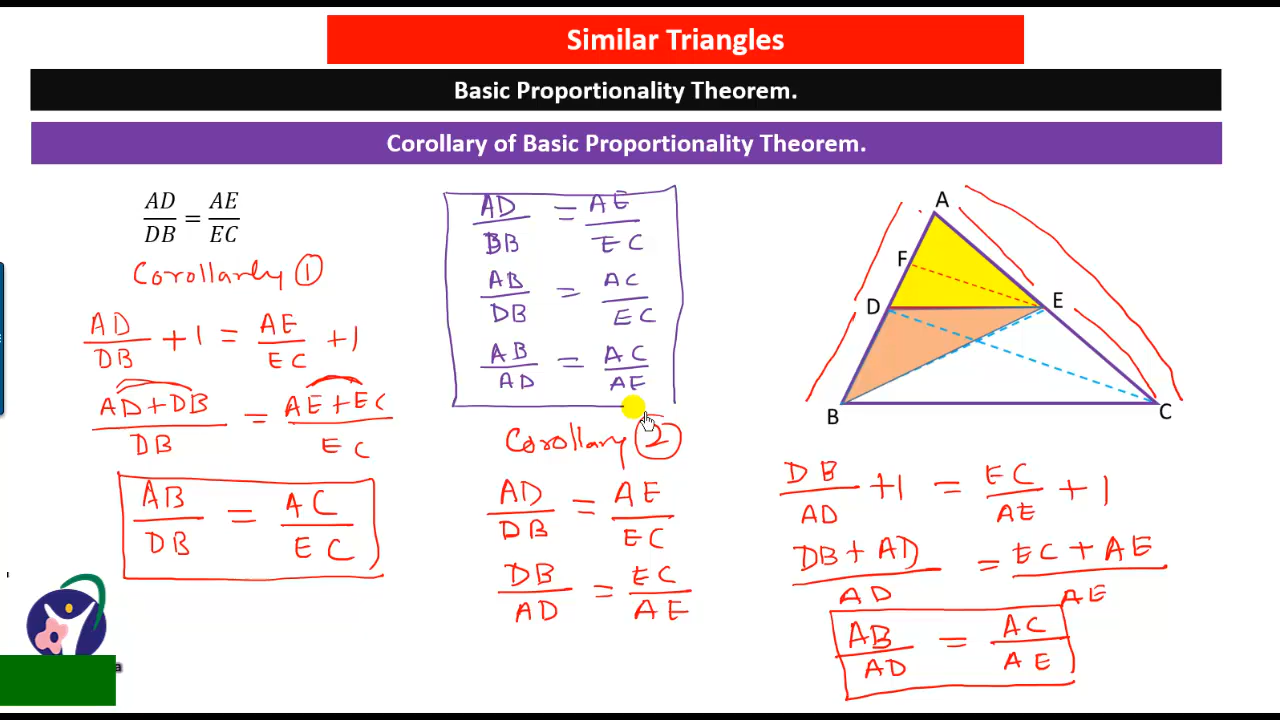 Similar Triangles
Basic Proportionality Theorem.
Corollary of Basic Proportionality Theorem.
AD/DB = AE/EC
Corollarly ①
AD/DB + 1 = AE/EC + 1
AD+DB/DB = AE+EC/EC
AB/DB = AC/EC
AD/DB = AE/EC
AB/DB = AC/EC
AB/AD = AC/AE
Corollary ②
AD/DB = AE/EC
DB/AD = EC/AE
A
F
D
E
B
C
DB/AD + 1 = EC/AE + 1
DB + AD/AD = EC + AE/AE
AB/AD = AC/AE
a